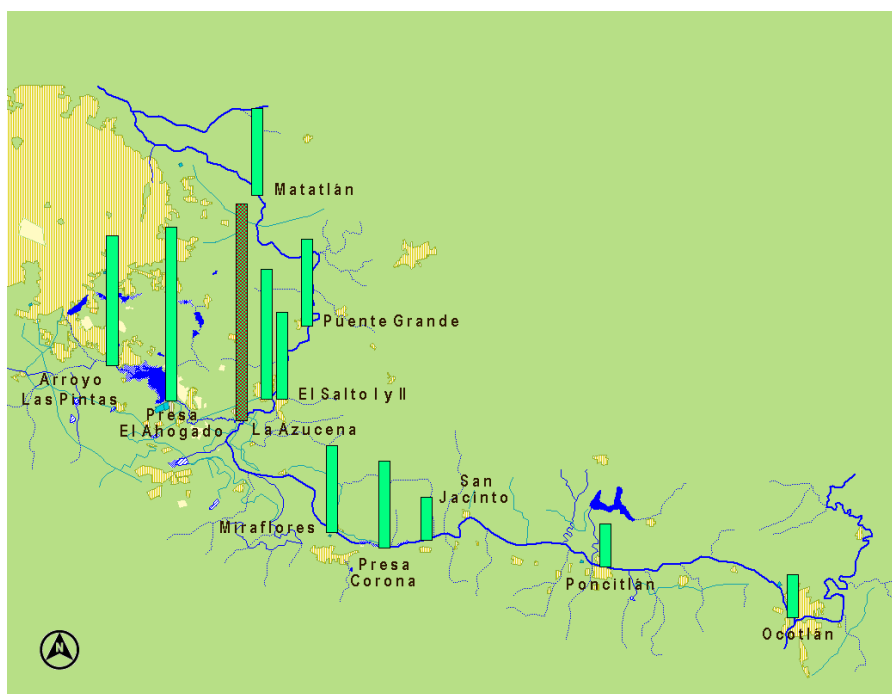 Matatlán
Puente Grande
Arroyo
Las Pintas
El Salto I y II
Presa
El Ahogado
La Azucena
San
Jacinto
Miraflores
Presa
Corona
Poncitlán
Ocotlán
N